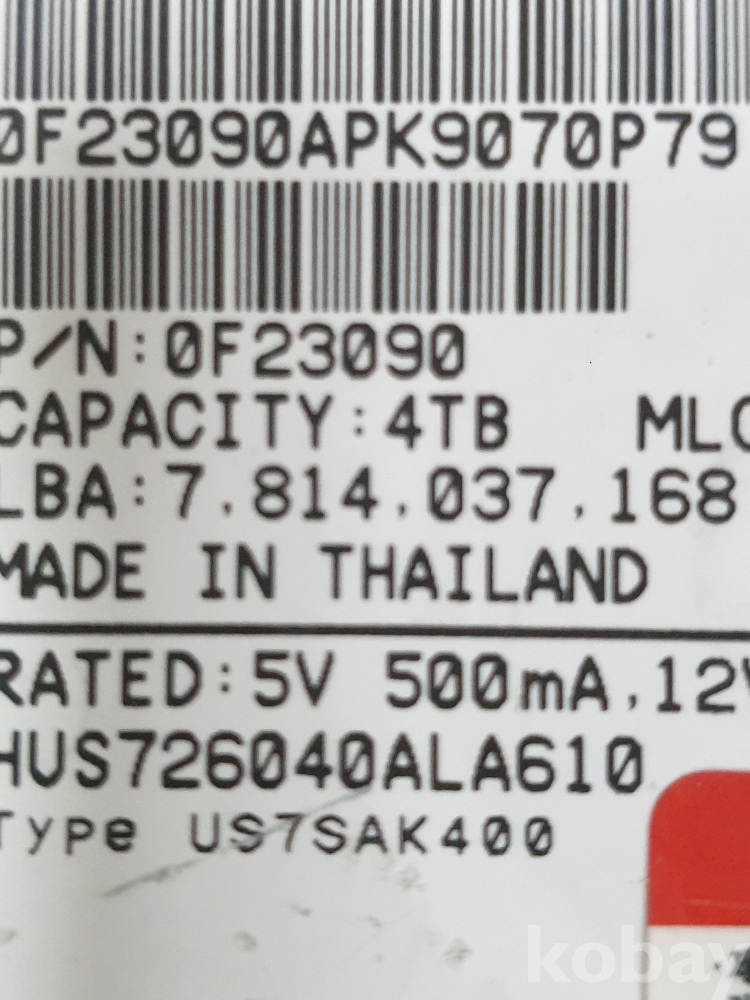 0F23090APK9070P79
P/N:0F23090
CAPACITY:4TB MLC
LBA:7,814,037,168
MADE IN THAILAND
RATED:5V 500mA,12V
HUS726040ALA610
Type US7SAK400
kobay